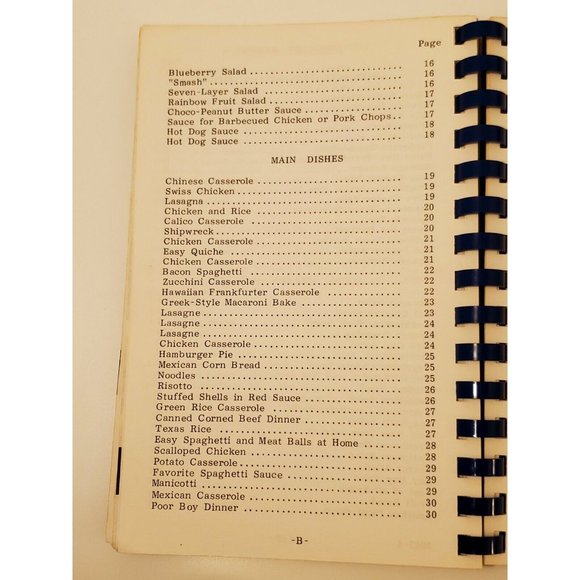 Page
Blueberry Salad 16
"Smash" 16
Seven-Layer Salad 16
Rainbow Fruit Salad 17
Choco-Peanut Butter Sauce 17
Sauce for Barbecued Chicken or Pork Chops 17
Hot Dog Sauce 18
Hot Dog Sauce 18
MAIN DISHES
Chinese Casserole 19
Swiss Chicken 19
Lasagna 19
Chicken and Rice 20
Calico Casserole 20
Shipwreck 20
Chicken Casserole 21
Easy Quiche 21
Chicken Casserole 21
Bacon Spaghetti 22
Zucchini Casserole 22
Hawaiian Frankfurter Casserole 22
Greek-Style Macaroni Bake 23
Lasagne 23
Lasagne 24
Lasagne 24
Chicken Casserole 24
Hamburger Pie 25
Mexican Corn Bread 25
Noodles 25
Risotto 26
Stuffed Shells in Red Sauce 26
Green Rice Casserole 27
Canned Corned Beef Dinner 27
Texas Rice 27
Easy Spaghetti and Meat Balls at Home 28
Scalloped Chicken 28
Potato Casserole 29
Favorite Spaghetti Sauce 29
Manicotti 29
Mexican Casserole 30
Poor Boy Dinner 30
-B-